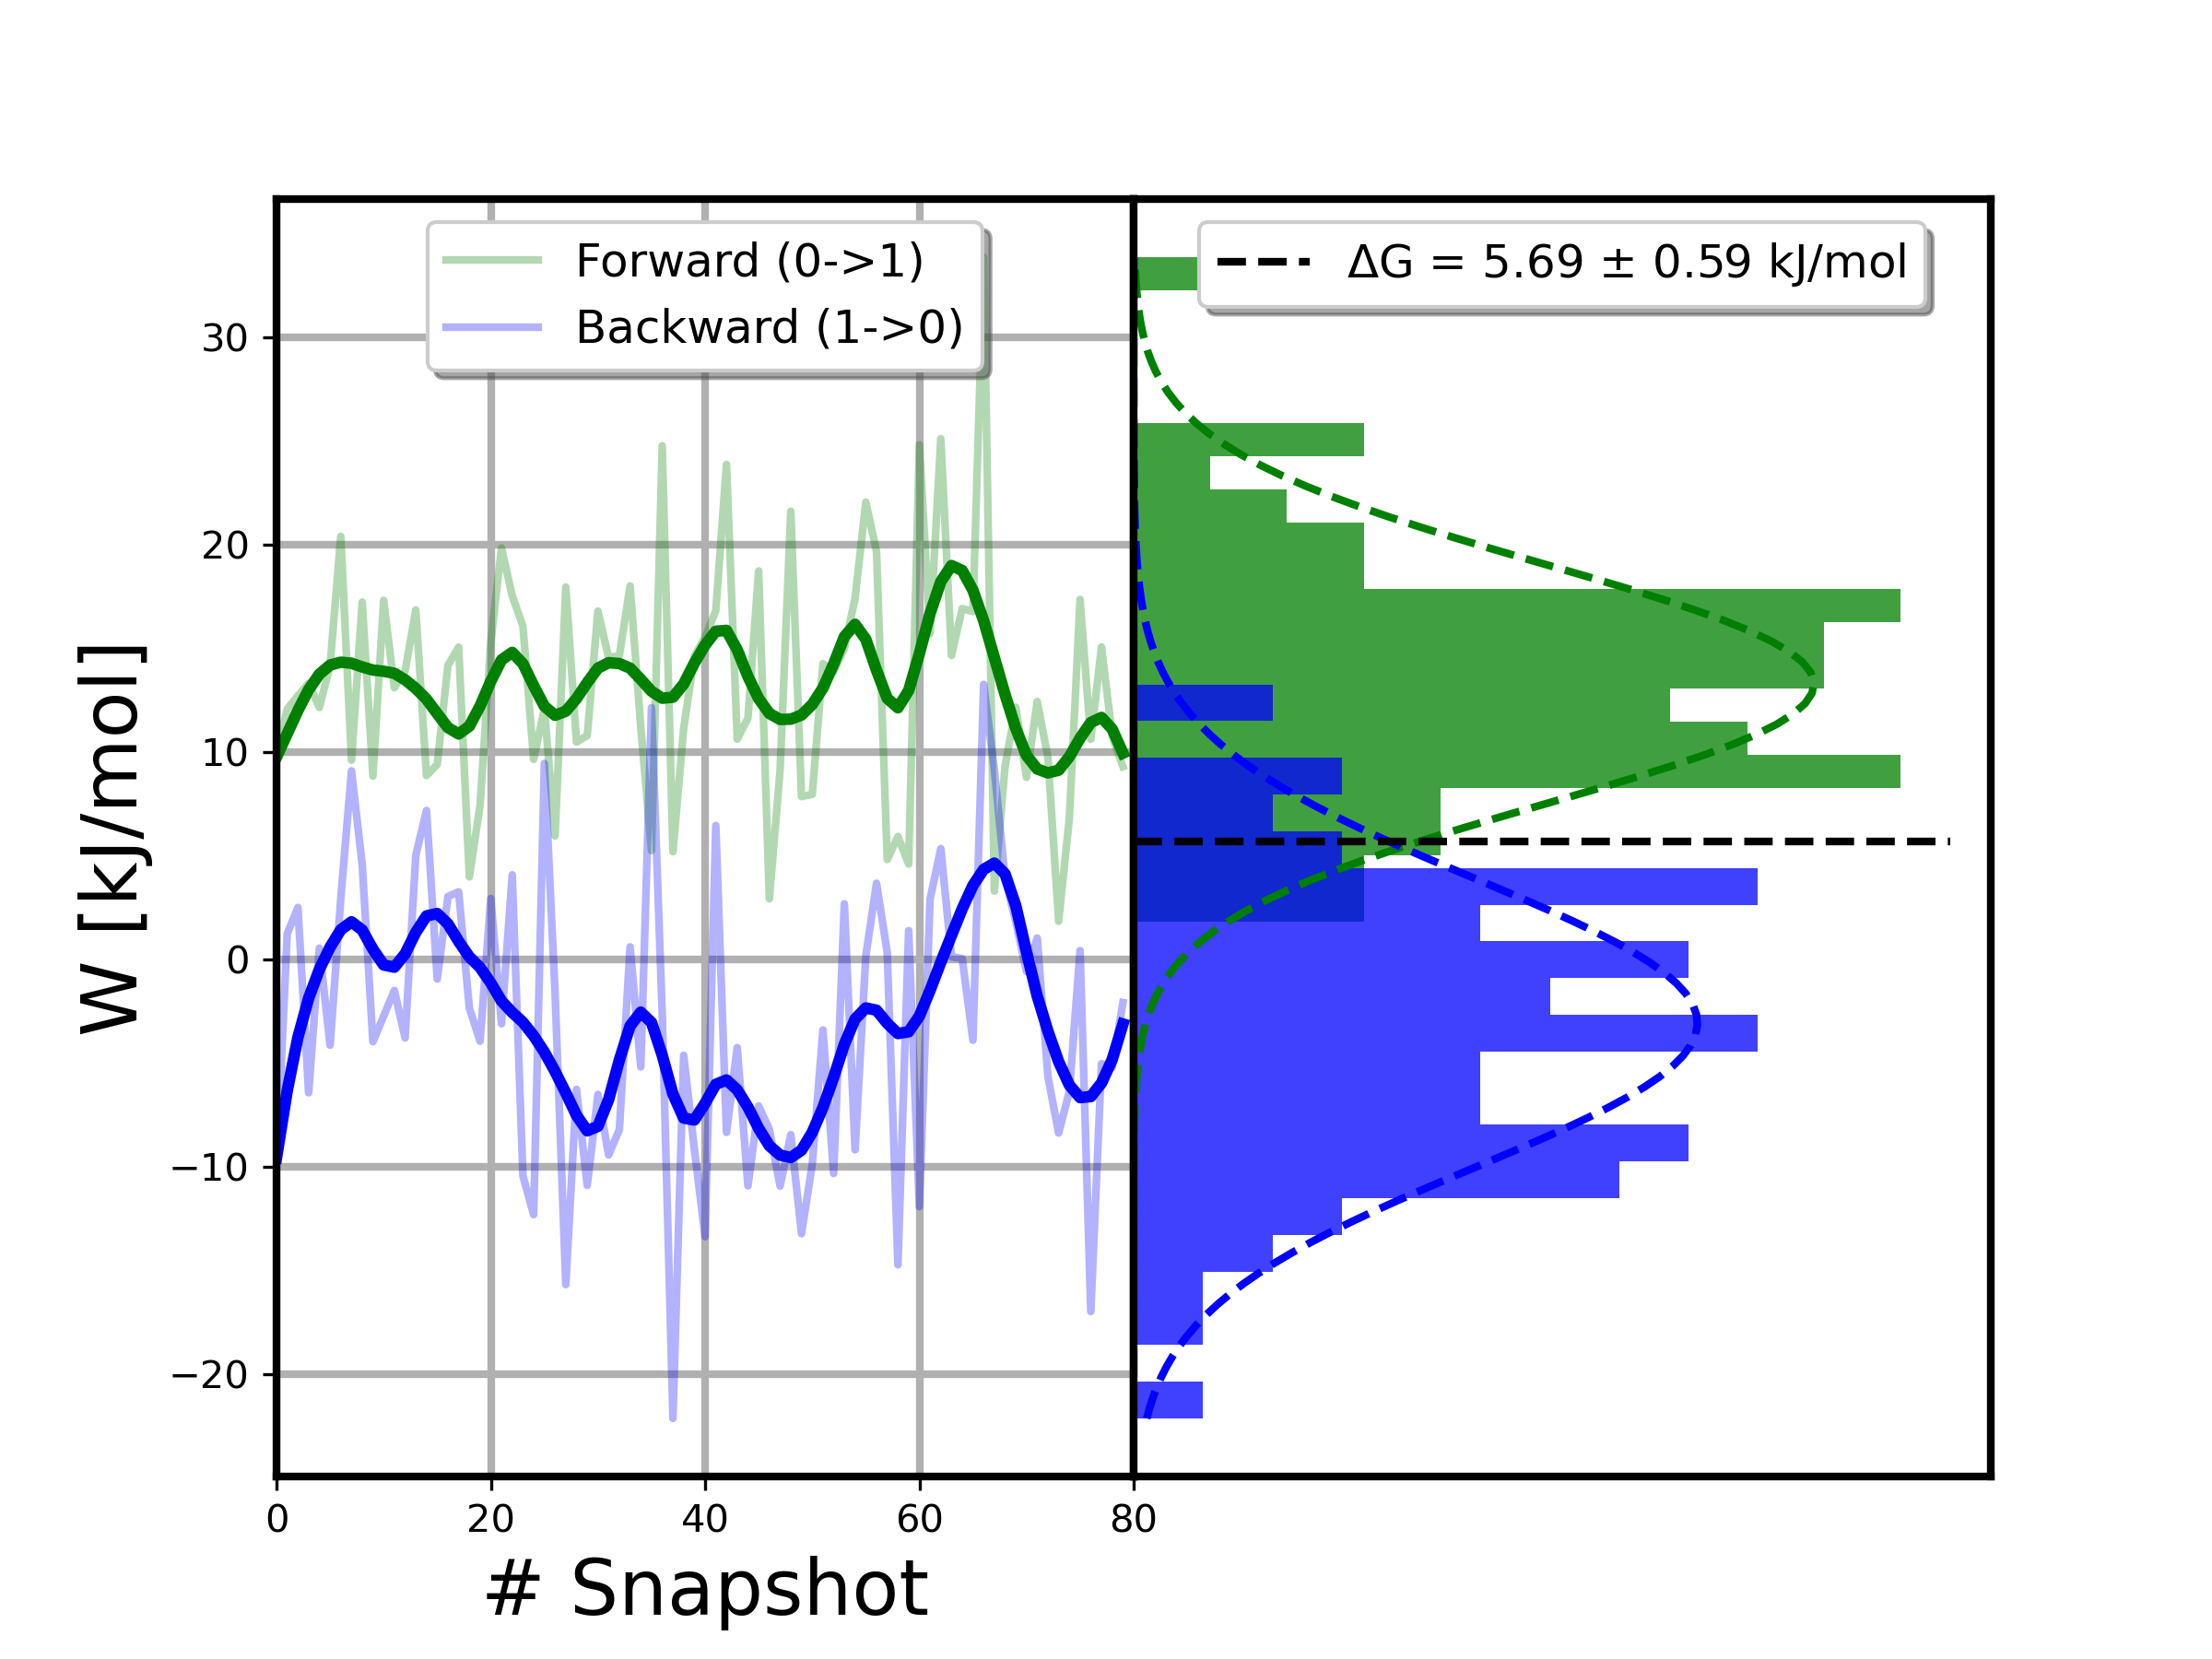 Forward (0->1)
Backward (1->0)
ΔG = 5.69 ± 0.59 kJ/mol
W [kJ/mol]
30
20
10
0
−10
−20
0 20 40 60 80
# Snapshot